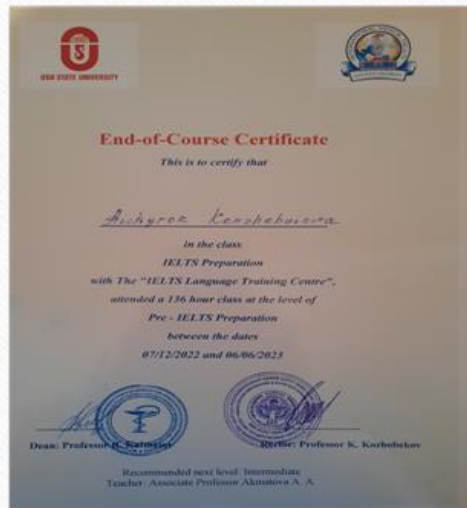 OSH STATE UNIVERSITY
End-of-Course Certificate
This is to certify that
in the class
IELTS Preparation
with The "IELTS Language Training Centre",
attended a 136 hour class at the level of
Pre - IELTS Preparation
between the dates
07/12/2022 and 06/06/2023
Dean: Professor
Rector: Professor K. Kozhobekov
Recommended next level: Intermediate
Teacher: Associate Professor Akmatova A. A.